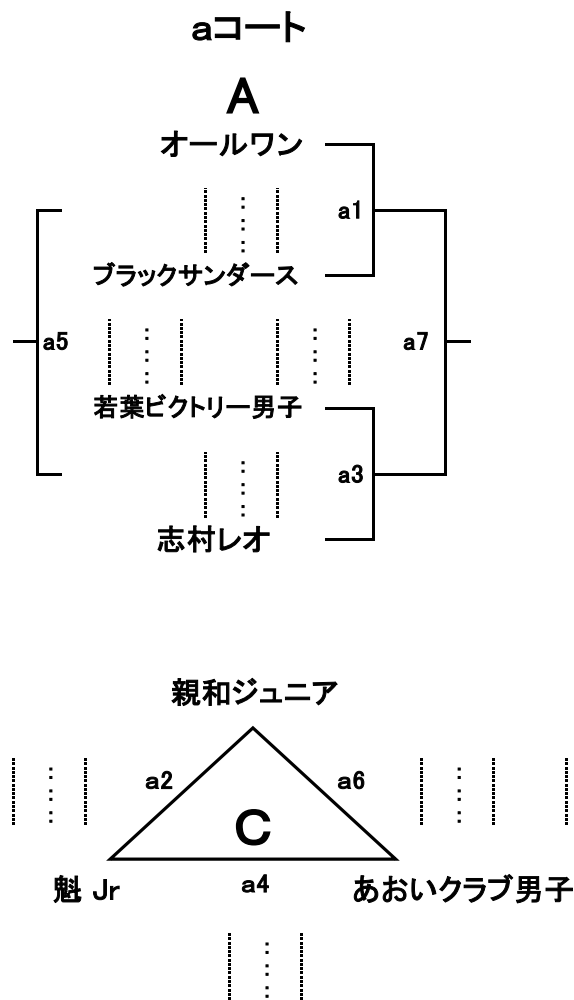 aコート
A
オールワン
a1
ブラックサンダース
a5
a7
若葉ビクトリー男子
a3
志村レオ
親和ジュニア
a2
a6
C
魁 Jr
a4
あおいクラブ男子